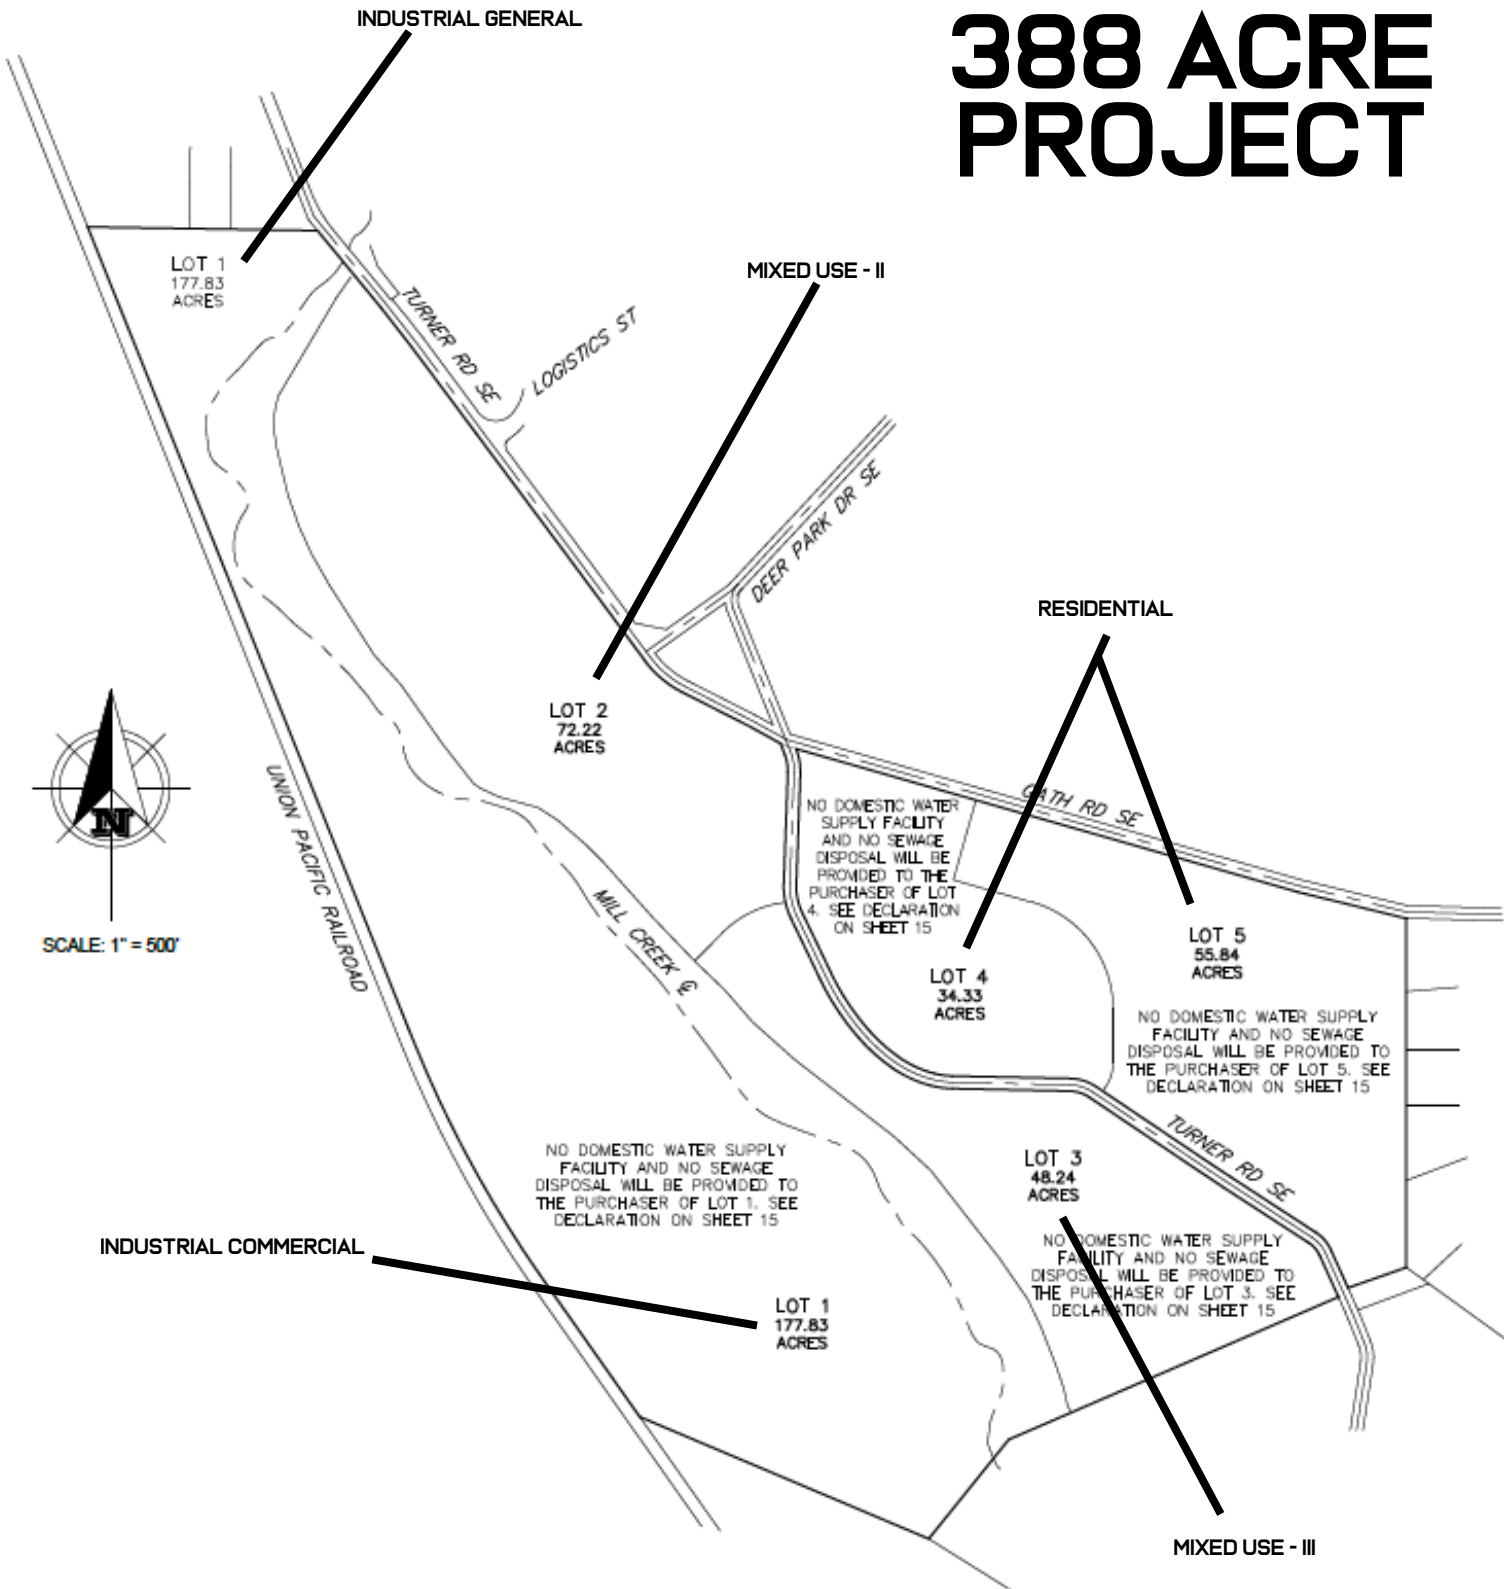 INDUSTRIAL GENERAL
388 ACRE
PROJECT
LOT 1
177.83
ACRES
MIXED USE - II
TURNER RD SE
LOGISTICS ST
DEER PARK DR SE
RESIDENTIAL
LOT 2
72.22
ACRES
N
SCALE: 1" = 500'
UNION PACIFIC RAILROAD
GATH RD SE
NO DOMESTIC WATER
SUPPLY FACILITY
AND NO SEWAGE
DISPOSAL WILL BE
PROVIDED TO THE
PURCHASER OF LOT
4. SEE DECLARATION
ON SHEET 15
MILL CREEK ℄
LOT 4
34.33
ACRES
LOT 5
55.84
ACRES
NO DOMESTIC WATER SUPPLY
FACILITY AND NO SEWAGE
DISPOSAL WILL BE PROVIDED TO
THE PURCHASER OF LOT 5. SEE
DECLARATION ON SHEET 15
TURNER RD SE
NO DOMESTIC WATER SUPPLY
FACILITY AND NO SEWAGE
DISPOSAL WILL BE PROVIDED TO
THE PURCHASER OF LOT 1. SEE
DECLARATION ON SHEET 15
LOT 3
48.24
ACRES
NO DOMESTIC WATER SUPPLY
FACILITY AND NO SEWAGE
DISPOSAL WILL BE PROVIDED TO
THE PURCHASER OF LOT 3. SEE
DECLARATION ON SHEET 15
INDUSTRIAL COMMERCIAL
LOT 1
177.83
ACRES
MIXED USE - III